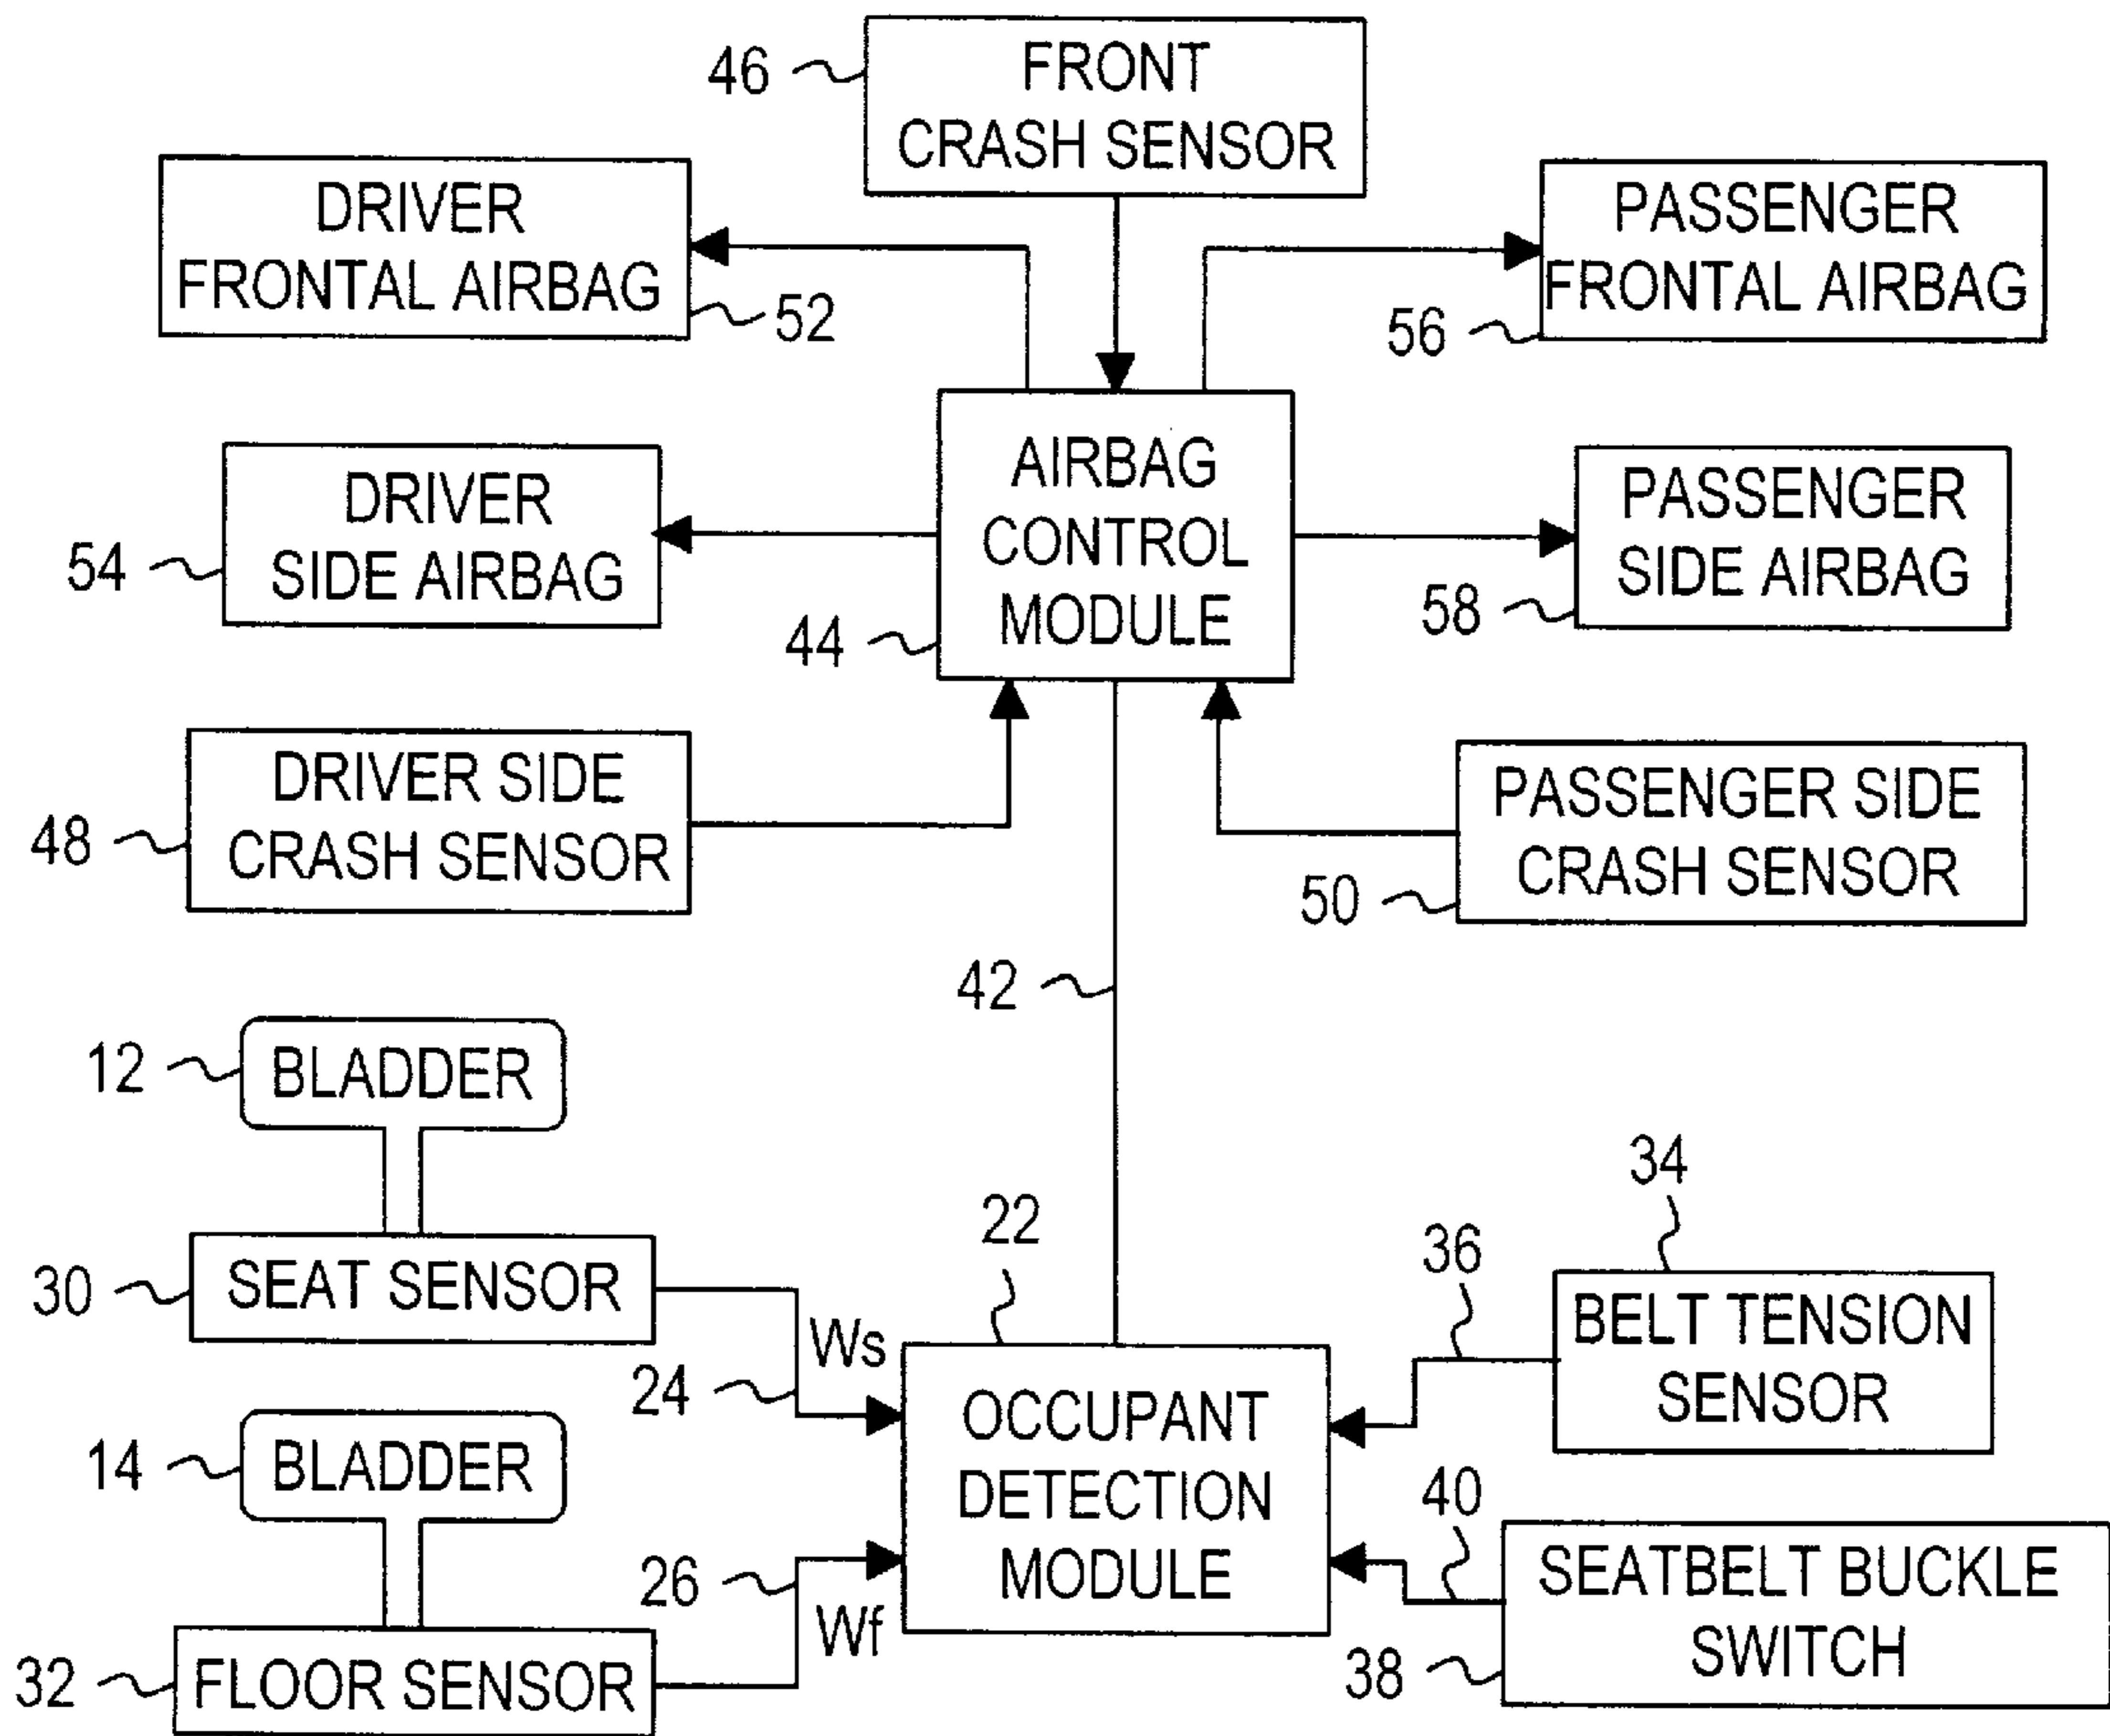 46
FRONT
CRASH SENSOR
DRIVER
FRONTAL AIRBAG
52
PASSENGER
FRONTAL AIRBAG
56
DRIVER
SIDE AIRBAG
54
AIRBAG
CONTROL
MODULE
44
PASSENGER
SIDE AIRBAG
58
DRIVER SIDE
CRASH SENSOR
48
PASSENGER SIDE
CRASH SENSOR
50
42
12
BLADDER
30
SEAT SENSOR
Ws
24
22
OCCUPANT
DETECTION
MODULE
34
36
BELT TENSION
SENSOR
14
BLADDER
26
Wf
32
FLOOR SENSOR
40
SEATBELT BUCKLE
SWITCH
38